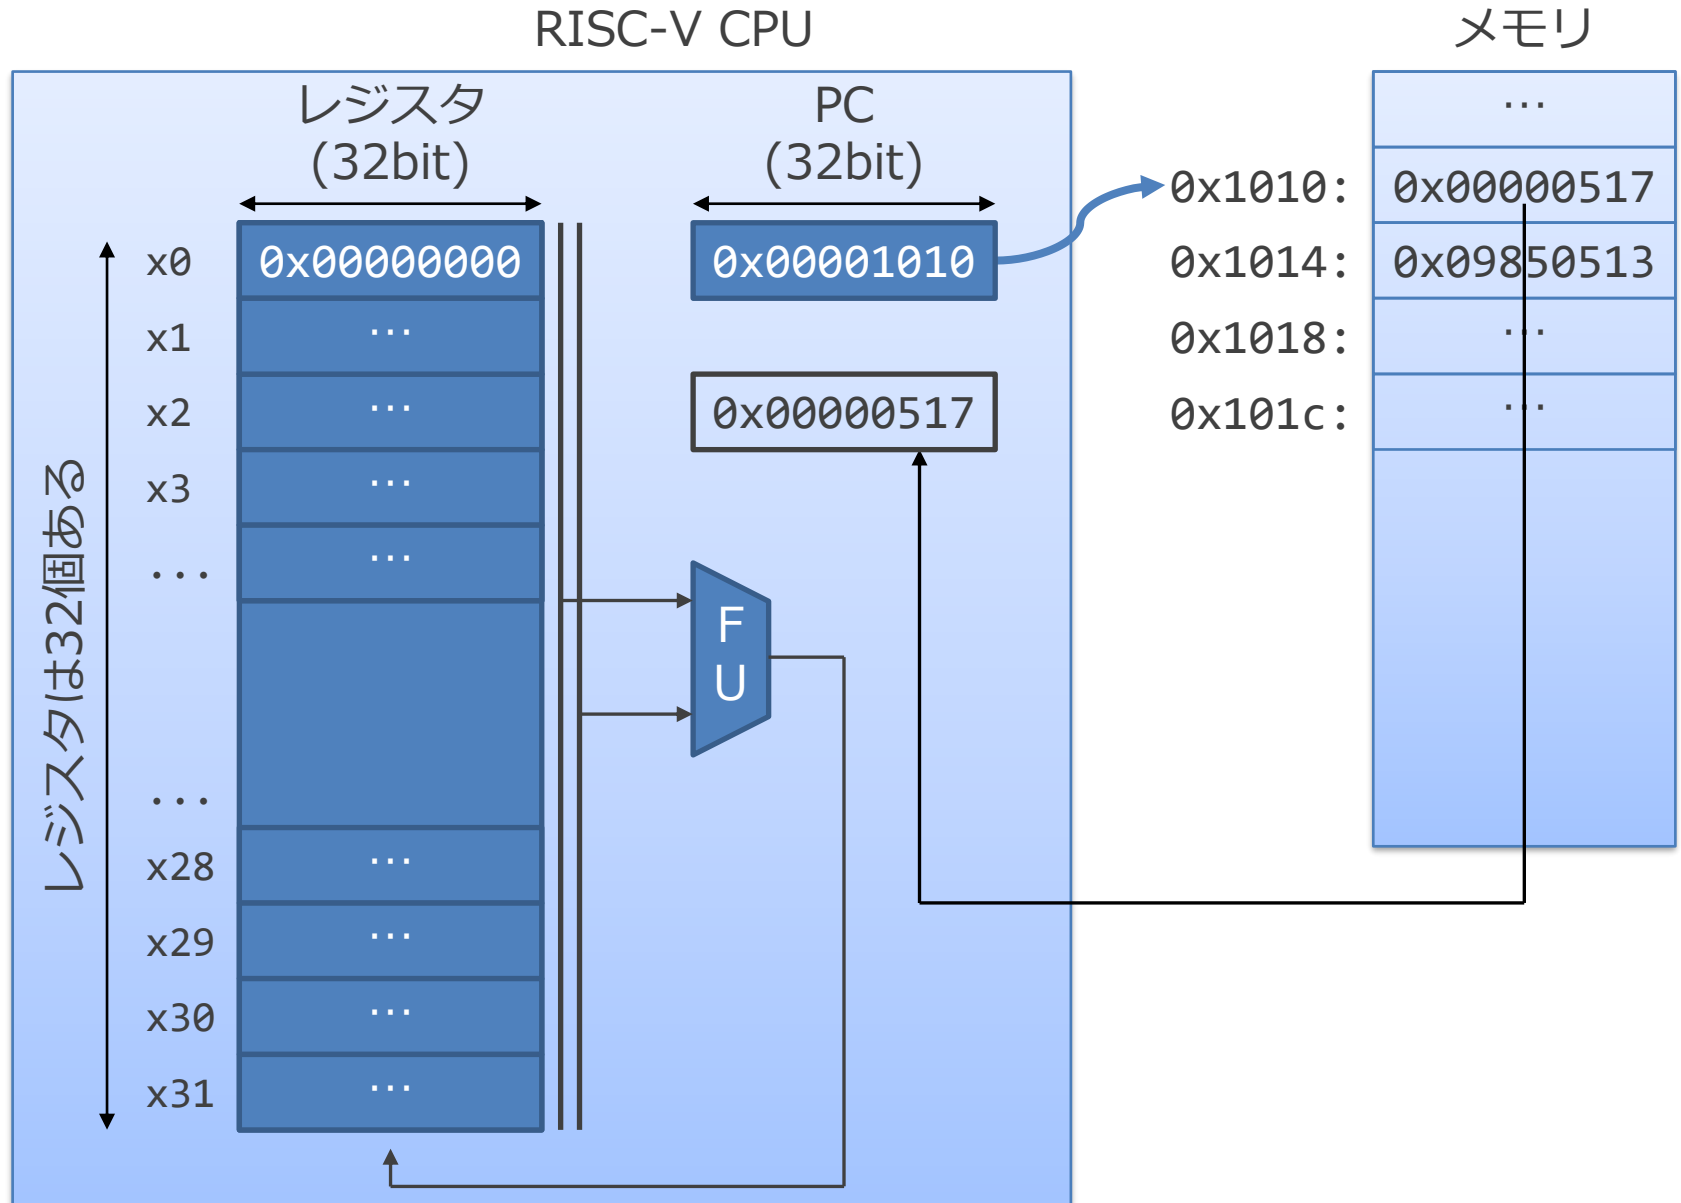 RISC-V CPU
メモリ
レジスタ
(32bit)
PC
(32bit)
レジスタは32個ある
x0
0x00000000
x1
…
x2
…
x3
…
...
…
...
x28
…
x29
…
x30
…
x31
…
0x00001010
0x00000517
F
U
…
0x1010:
0x00000517
0x1014:
0x09850513
0x1018:
…
0x101c:
…